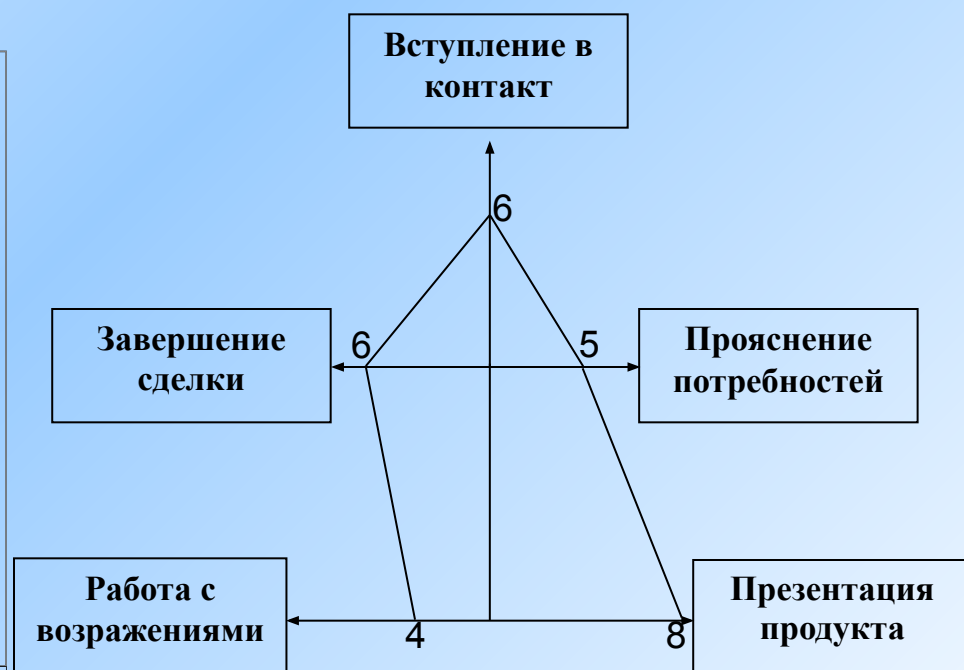 Вступление в
контакт
6
Завершение
сделки
6
5
Прояснение
потребностей
Работа с
возражениями
4
8
Презентация
продукта